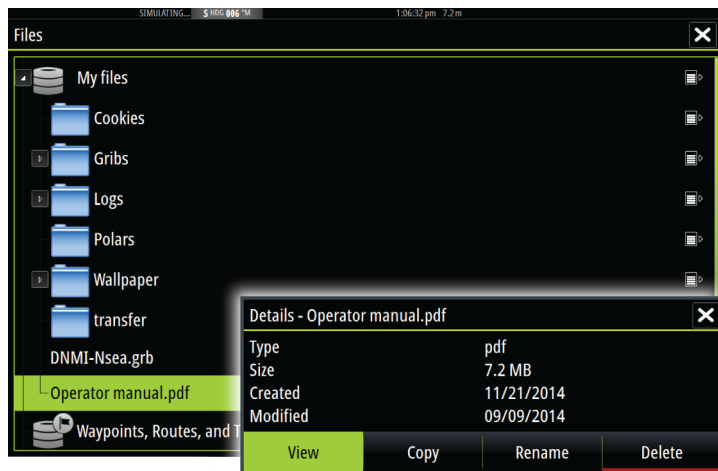 SIMULATING... S HDG 006 °M 1:06:32 pm 7.2 m
Files
My files
Cookies
Gribs
Logs
Polars
Wallpaper
transfer
DNMI-Nsea.grb
Operator manual.pdf
Waypoints, Routes, and T
Details - Operator manual.pdf
Type pdf
Size 7.2 MB
Created 11/21/2014
Modified 09/09/2014
View Copy Rename Delete